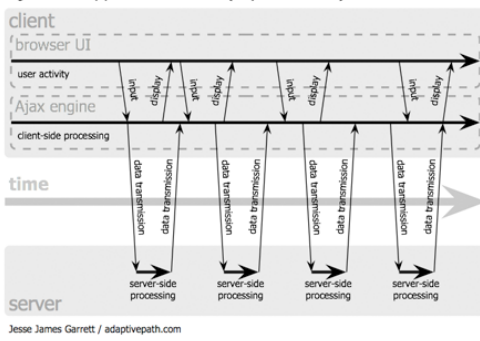 client
browser UI
user activity
input
display
input
display
input
display
input
display
Ajax engine
client-side processing
data transmission
data transmission
data transmission
data transmission
data transmission
data transmission
data transmission
data transmission
time
server-side
processing
server-side
processing
server-side
processing
server-side
processing
server
Jesse James Garrett / adaptivepath.com